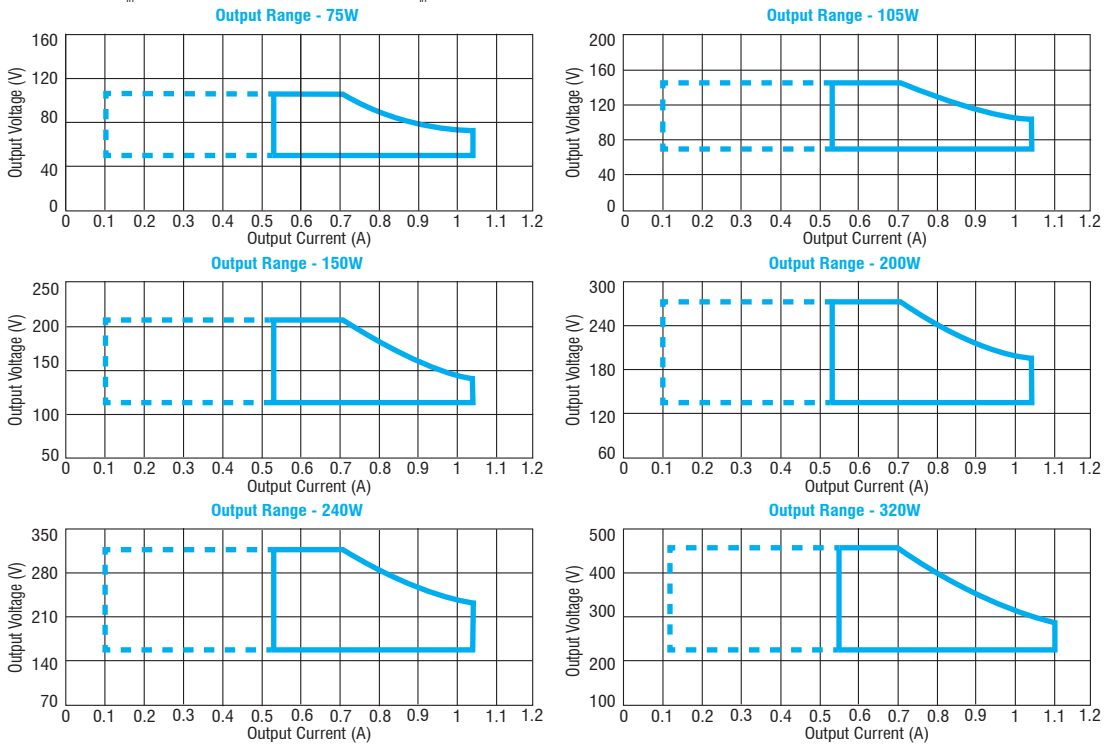 Output Range - 75W
Output Voltage (V)
160
120
80
40
0
0 0.1 0.2 0.3 0.4 0.5 0.6 0.7 0.8 0.9 1 1.1 1.2
Output Current (A)
Output Range - 105W
Output Voltage (V)
200
160
120
80
40
0
0 0.1 0.2 0.3 0.4 0.5 0.6 0.7 0.8 0.9 1 1.1 1.2
Output Current (A)
Output Range - 150W
Output Voltage (V)
250
200
150
100
50
0 0.1 0.2 0.3 0.4 0.5 0.6 0.7 0.8 0.9 1 1.1 1.2
Output Current (A)
Output Range - 200W
Output Voltage (V)
300
240
180
120
60
0 0.1 0.2 0.3 0.4 0.5 0.6 0.7 0.8 0.9 1 1.1 1.2
Output Current (A)
Output Range - 240W
Output Voltage (V)
350
280
210
140
70
0 0.1 0.2 0.3 0.4 0.5 0.6 0.7 0.8 0.9 1 1.1 1.2
Output Current (A)
Output Range - 320W
Output Voltage (V)
500
400
300
200
100
0 0.1 0.2 0.3 0.4 0.5 0.6 0.7 0.8 0.9 1 1.1 1.2
Output Current (A)